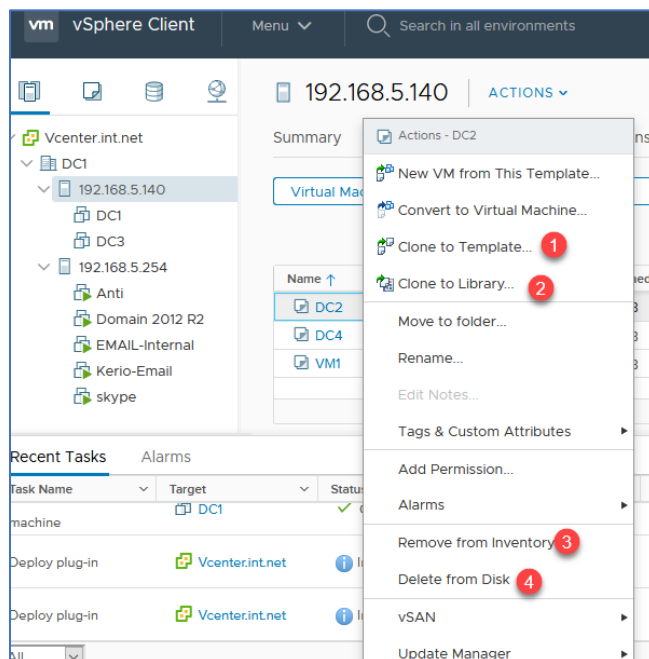 vm vSphere Client Menu Search in all environments
192.168.5.140 ACTIONS
Vcenter.int.net
DC1
192.168.5.140
DC1
DC3
192.168.5.254
Anti
Domain 2012 R2
EMAIL-Internal
Kerio-Email
skype
Summary
Virtual Mac
Name
DC2
DC4
VM1
Actions - DC2
New VM from This Template...
Convert to Virtual Machine...
Clone to Template... 1
Clone to Library... 2
Move to folder...
Rename...
Edit Notes...
Tags & Custom Attributes
Add Permission...
Alarms
Remove from Inventory 3
Delete from Disk 4
vSAN
Update Manager
Recent Tasks Alarms
Task Name Target Status
machine DC1
Deploy plug-in Vcenter.int.net
Deploy plug-in Vcenter.int.net
All